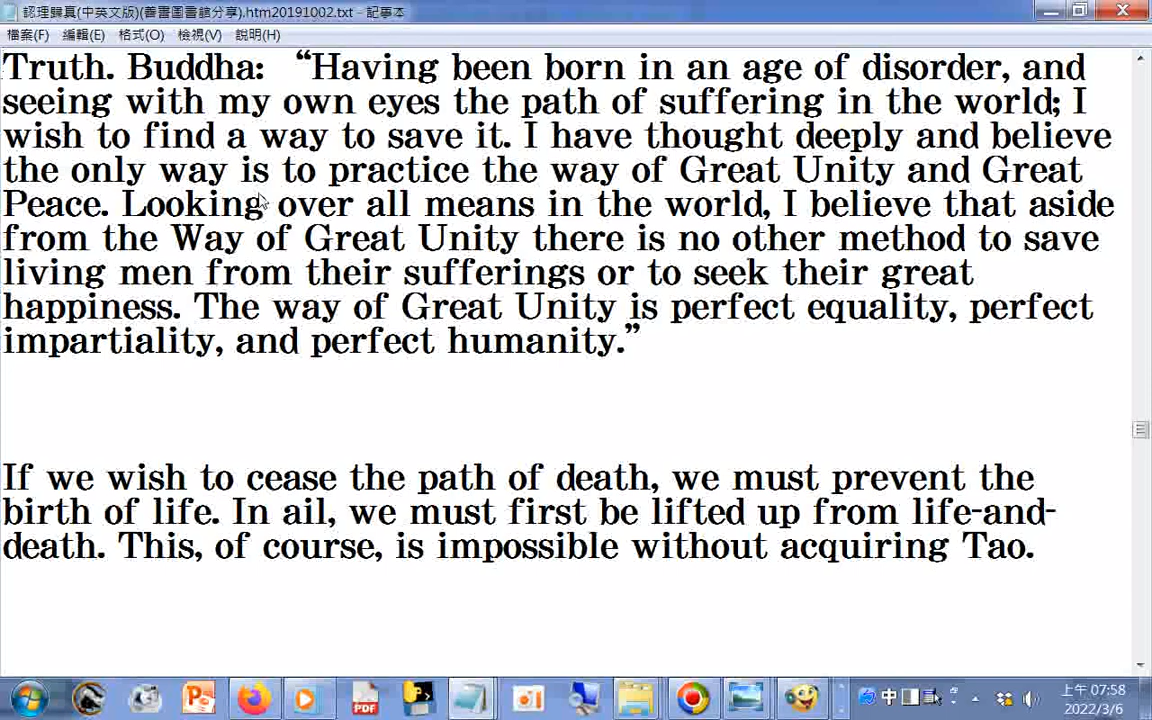 認理歸真(中英文版)(善書圖書館分享).htm20191002.txt - 記事本
檔案(F) 編輯(E) 格式(O) 檢視(V) 說明(H)
Truth. Buddha: “Having been born in an age of disorder, and
seeing with my own eyes the path of suffering in the world; I
wish to find a way to save it. I have thought deeply and believe
the only way is to practice the way of Great Unity and Great
Peace. Looking over all means in the world, I believe that aside
from the Way of Great Unity there is no other method to save
living men from their sufferings or to seek their great
happiness. The way of Great Unity is perfect equality, perfect
impartiality, and perfect humanity.”
If we wish to cease the path of death, we must prevent the
birth of life. In ail, we must first be lifted up from life-and-
death. This, of course, is impossible without acquiring Tao.
中
上午 07:58
2022/3/6
PDF